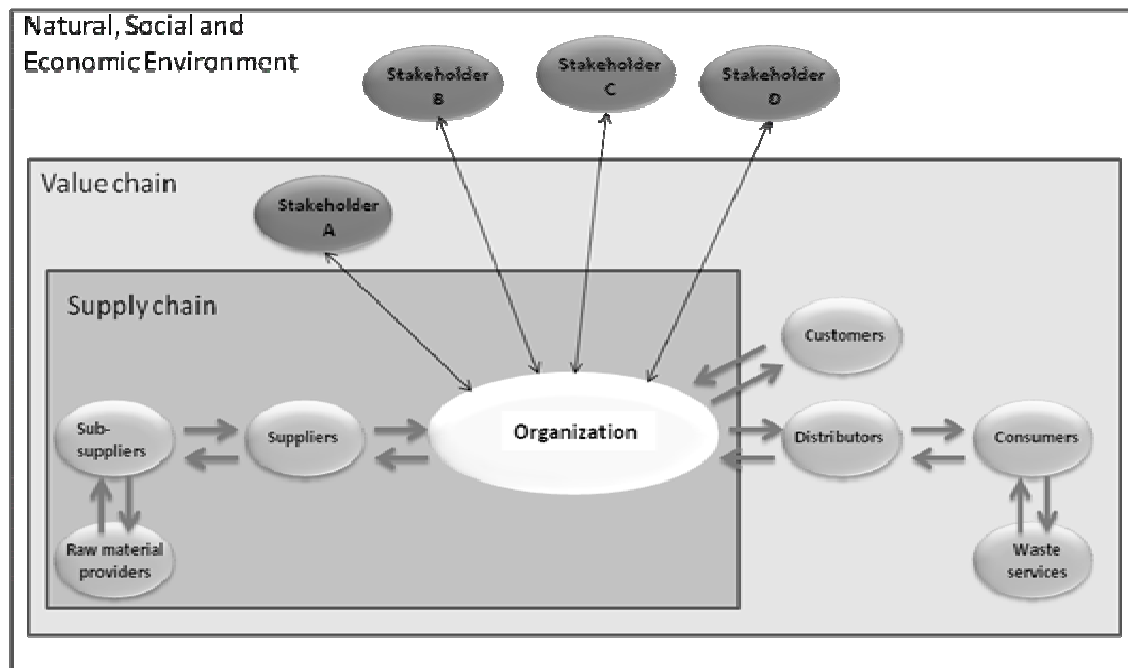 Natural, Social and
Economic Environment
Stakeholder
B
Stakeholder
C
Stakeholder
D
Value chain
Stakeholder
A
Supply chain
Customers
Sub-
suppliers
Suppliers
Organization
Distributors
Consumers
Raw material
providers
Waste
services